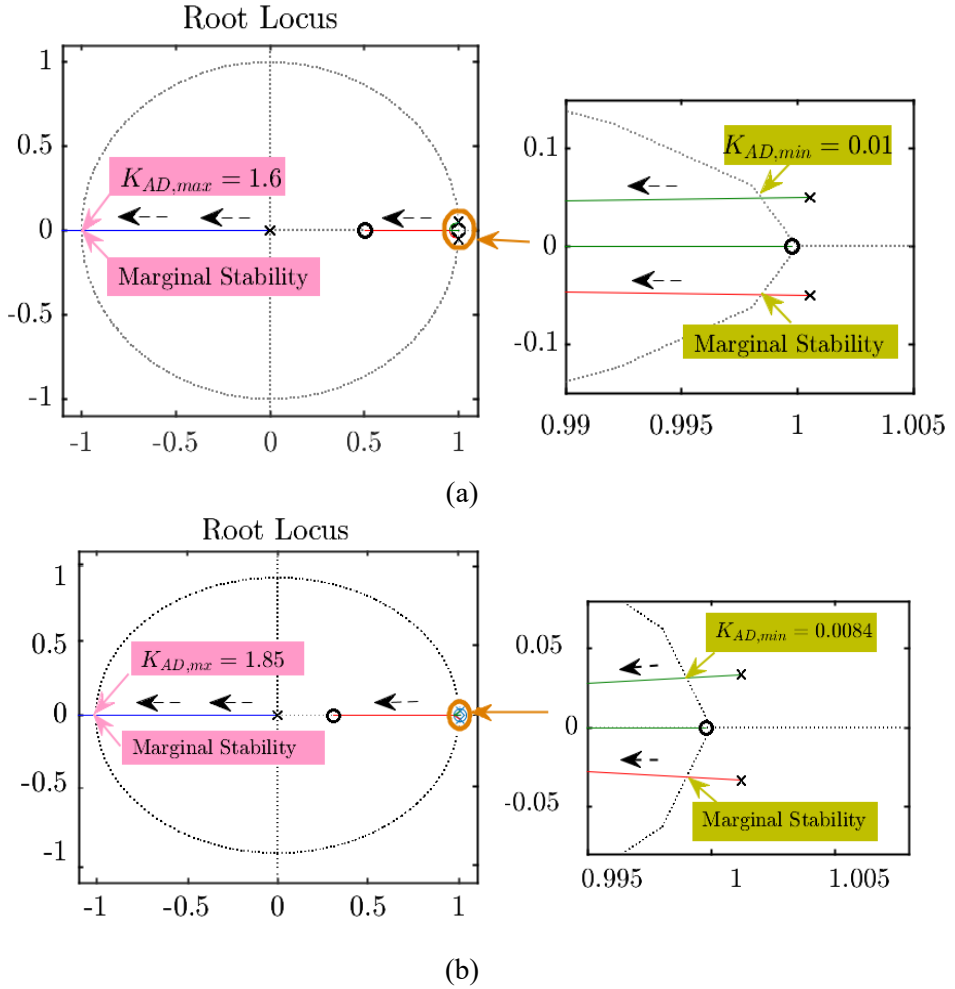 Root Locus
1
0.5
0
-0.5
-1
-1
-0.5
0
0.5
1
K_{AD,max} = 1.6
Marginal Stability
0.1
0
-0.1
0.99
0.995
1
1.005
K_{AD,min} = 0.01
Marginal Stability
(a)
Root Locus
1
0.5
0
-0.5
-1
-1
-0.5
0
0.5
1
K_{AD,mx} = 1.85
Marginal Stability
0.05
0
-0.05
0.995
1
1.005
K_{AD,min} = 0.0084
Marginal Stability
(b)